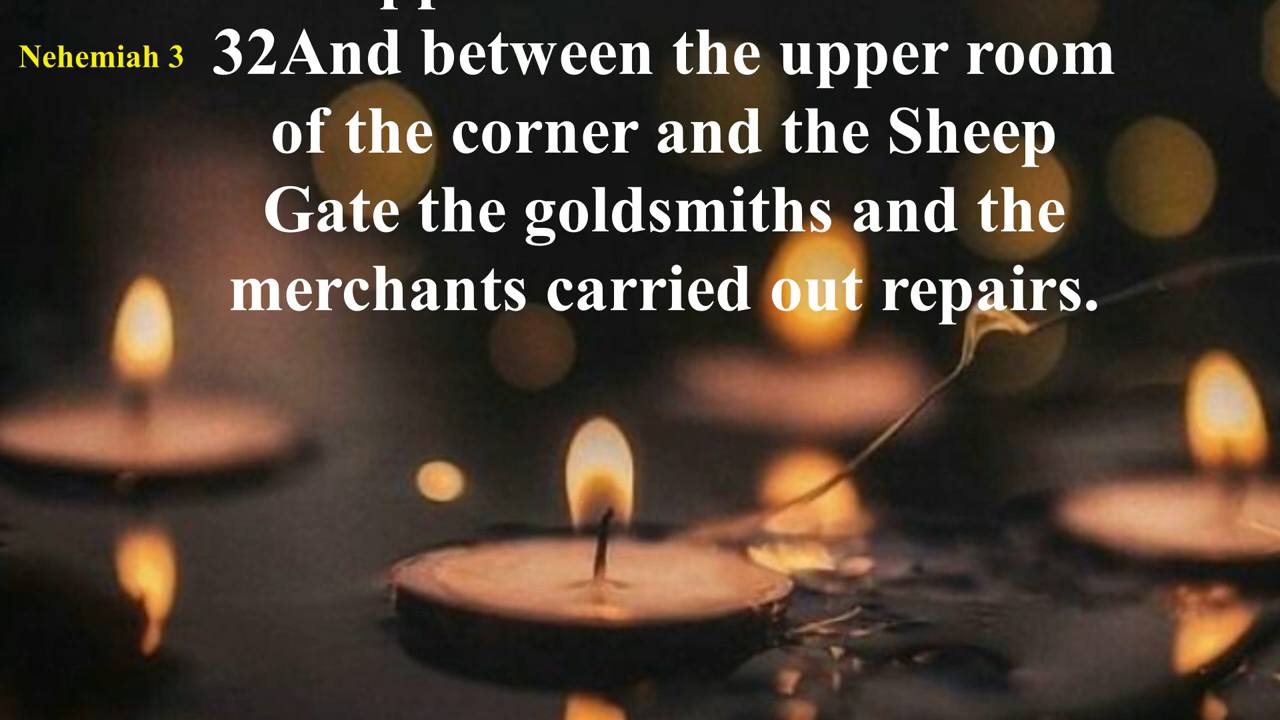 Nehemiah 3
32And between the upper room
of the corner and the Sheep
Gate the goldsmiths and the
merchants carried out repairs.